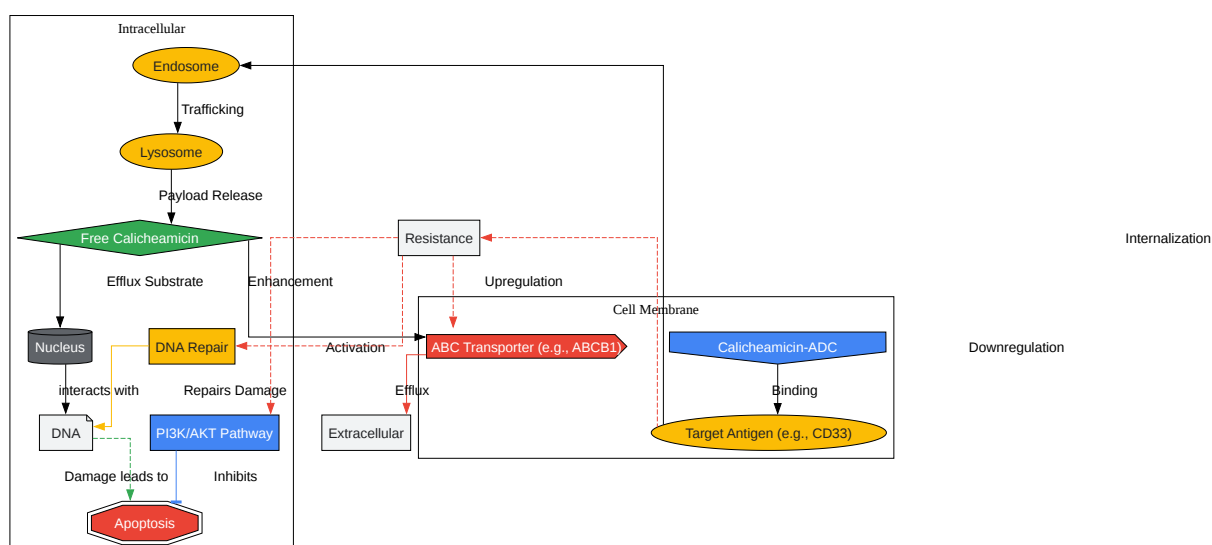 Intracellular
Endosome
Trafficking
Lysosome
Payload Release
Free Calicheamicin
Resistance
Internalization
Efflux Substrate
Enhancement
Upregulation
Cell Membrane
Nucleus
DNA Repair
Activation
ABC Transporter (e.g., ABCB1)
Calicheamicin-ADC
Downregulation
interacts with
Repairs Damage
Efflux
Binding
DNA
PI3K/AKT Pathway
Extracellular
Target Antigen (e.g., CD33)
Damage leads to
Inhibits
Apoptosis